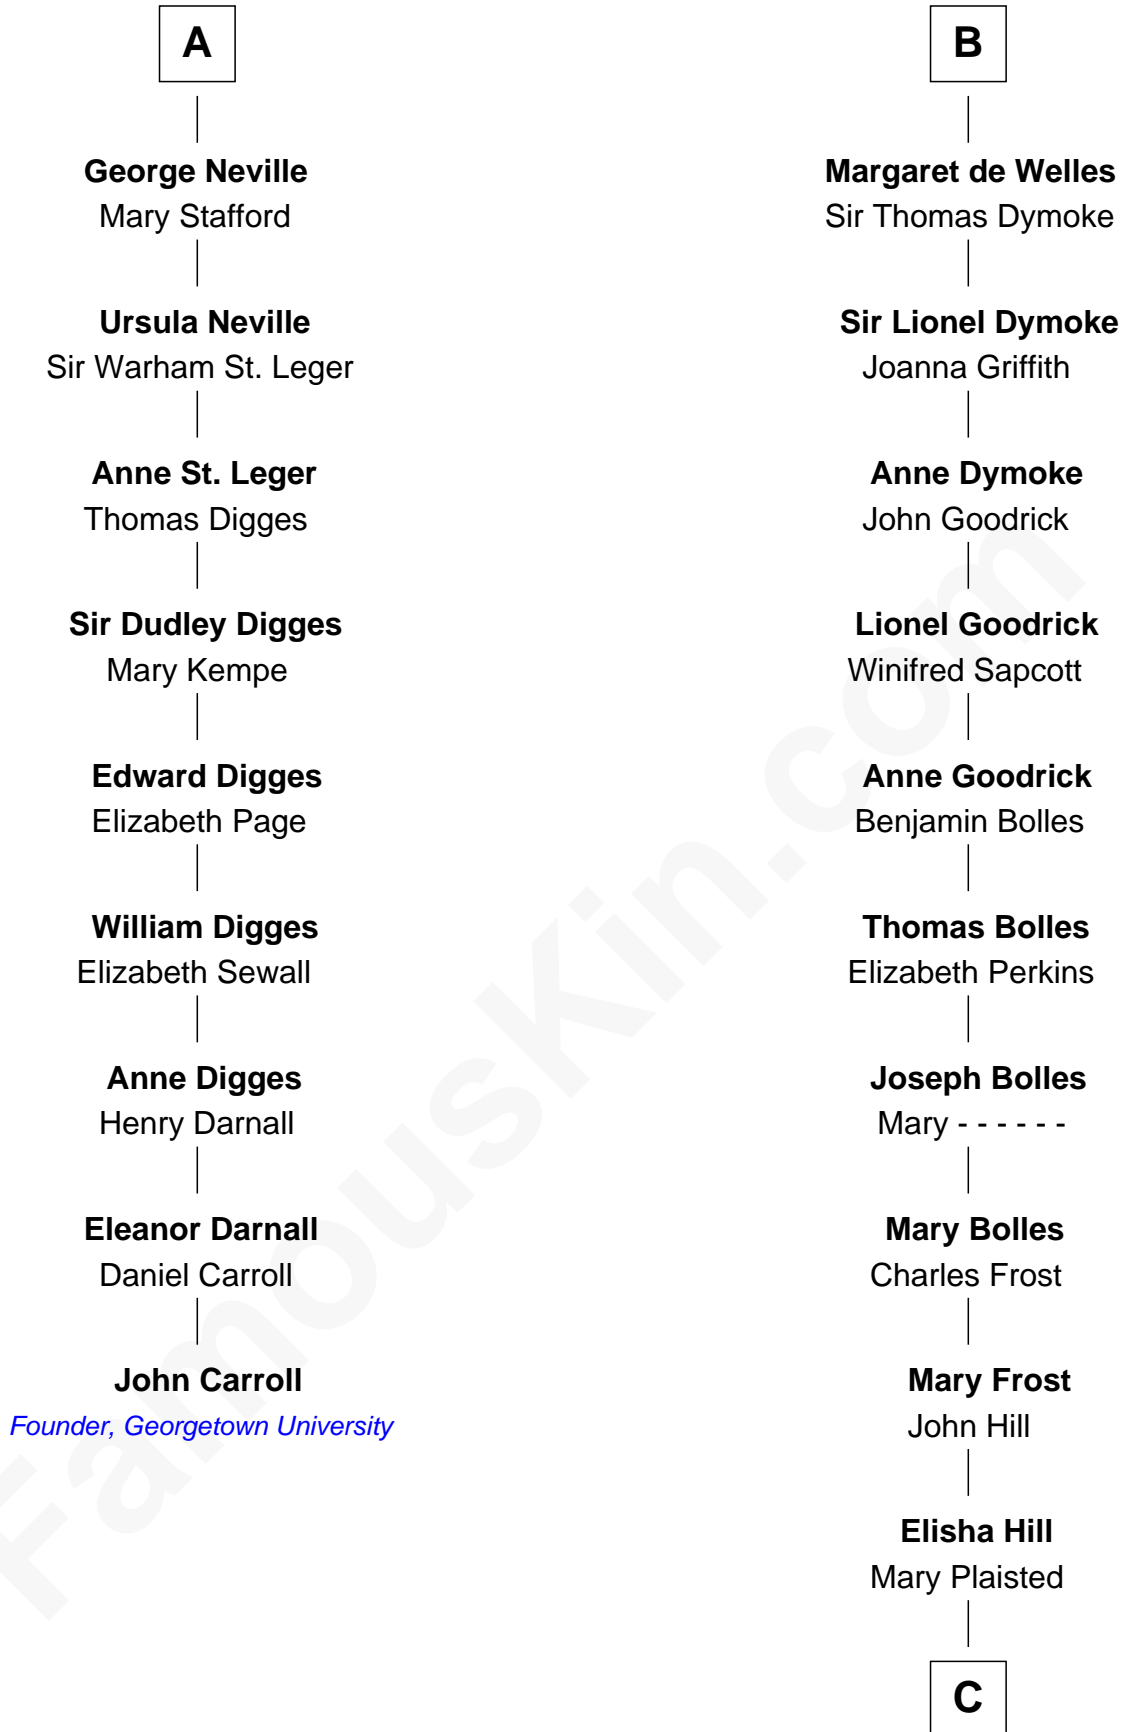 A
George Neville
Mary Stafford
Ursula Neville
Sir Warham St. Leger
Anne St. Leger
Thomas Digges
Sir Dudley Digges
Mary Kempe
Edward Digges
Elizabeth Page
William Digges
Elizabeth Sewall
Anne Digges
Henry Darnall
Eleanor Darnall
Daniel Carroll
John Carroll
Founder, Georgetown University
B
Margaret de Welles
Sir Thomas Dymoke
Sir Lionel Dymoke
Joanna Griffith
Anne Dymoke
John Goodrick
Lionel Goodrick
Winifred Sapcott
Anne Goodrick
Benjamin Bolles
Thomas Bolles
Elizabeth Perkins
Joseph Bolles
Mary - - - - - -
Mary Bolles
Charles Frost
Mary Frost
John Hill
Elisha Hill
Mary Plaisted
C
FamousKin.com